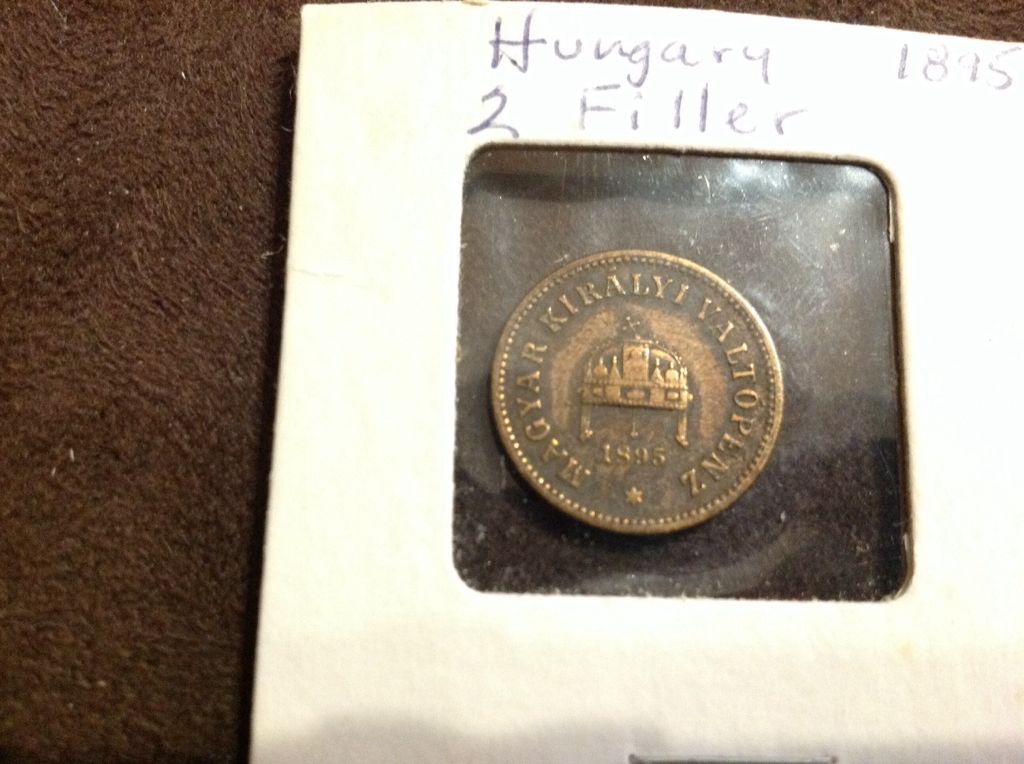 Hungary 1895
2 Filler
MAGYAR KIRÁLYI VÁLTÓPÉNZ
1895